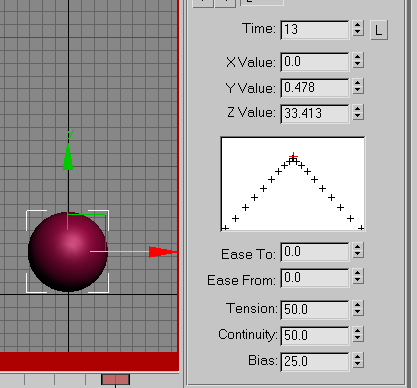 Time: 13 L
X Value: 0.0
Y Value: 0.478
Z Value: 33.413
Ease To: 0.0
Ease From: 0.0
Tension: 50.0
Continuity: 50.0
Bias: 25.0